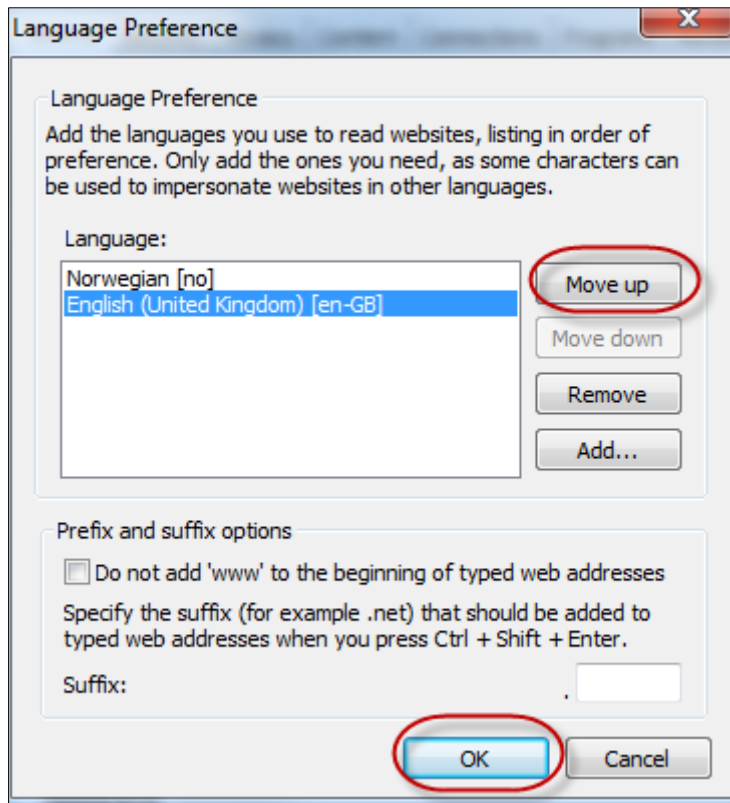 Language Preference
Language Preference
Add the languages you use to read websites, listing in order of
preference. Only add the ones you need, as some characters can
be used to impersonate websites in other languages.
Language:
Norwegian [no]
English (United Kingdom) [en-GB]
Move up
Move down
Remove
Add...
Prefix and suffix options
Do not add 'www' to the beginning of typed web addresses
Specify the suffix (for example .net) that should be added to
typed web addresses when you press Ctrl + Shift + Enter.
Suffix:
.
OK
Cancel